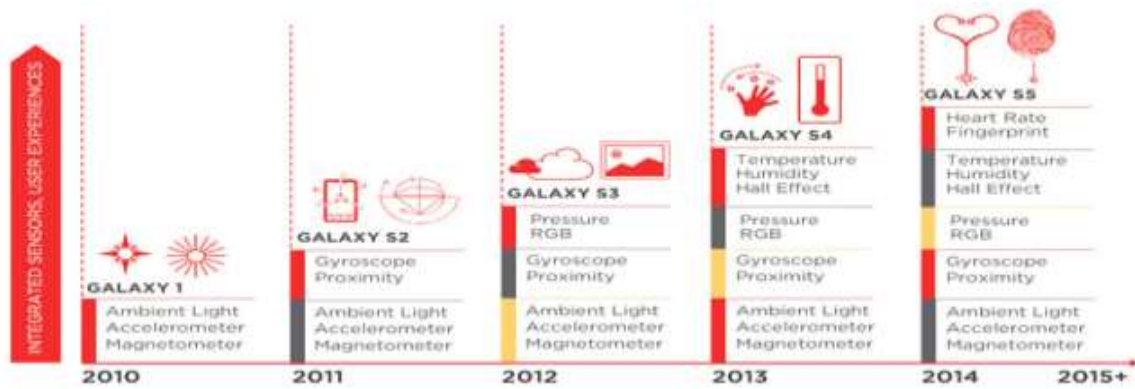 INTEGRATED SENSORS, USER EXPERIENCES
GALAXY 1
Ambient Light
Accelerometer
Magnetometer
2010
GALAXY S2
Gyroscope
Proximity
Ambient Light
Accelerometer
Magnetometer
2011
GALAXY S3
Pressure
RGB
Gyroscope
Proximity
Ambient Light
Accelerometer
Magnetometer
2012
GALAXY S4
Temperature
Humidity
Hall Effect
Pressure
RGB
Gyroscope
Proximity
Ambient Light
Accelerometer
Magnetometer
2013
GALAXY S5
Heart Rate
Fingerprint
Temperature
Humidity
Hall Effect
Pressure
RGB
Gyroscope
Proximity
Ambient Light
Accelerometer
Magnetometer
2014
2015+